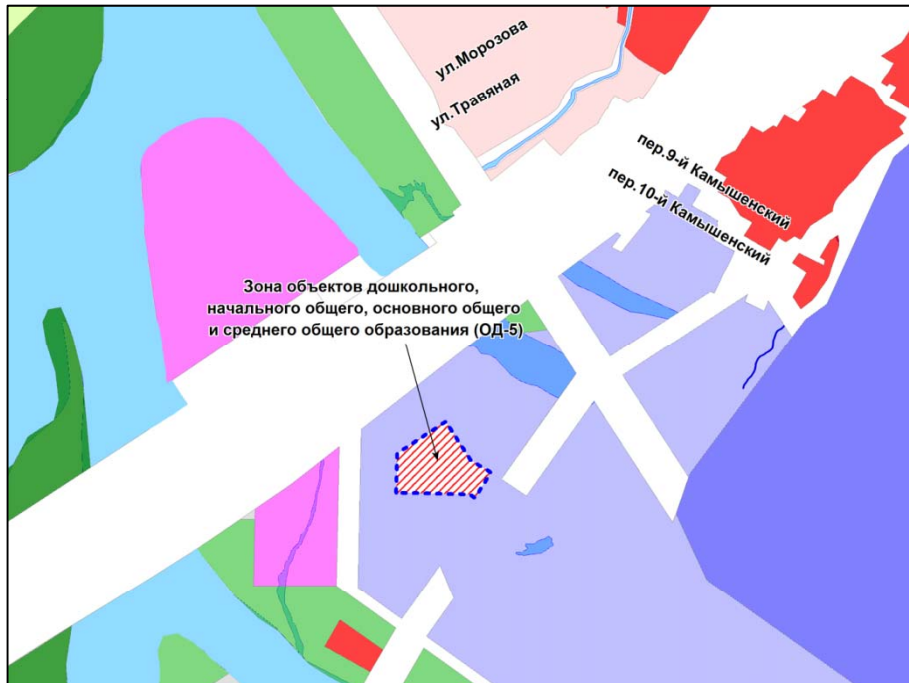 ул.Морозова
ул.Травяная
пер.9-й Камышенский
пер.10-й Камышенский
Зона объектов дошкольного,
начального общего, основного общего
и среднего общего образования (ОД-5)